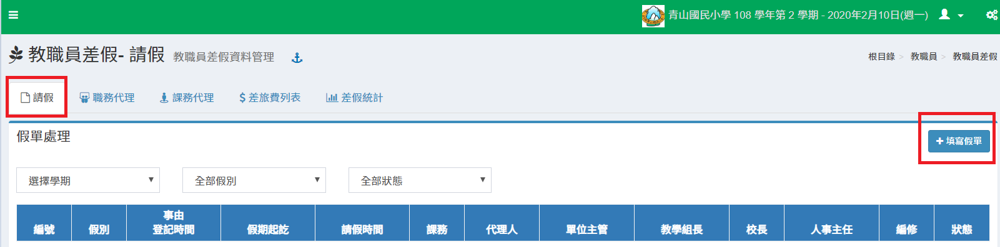 青山國民小學 108 學年第 2 學期 - 2020年2月10日(週一)
教職員差假- 請假 教職員差假資料管理
根目錄 > 教職員 > 教職員差假
請假 職務代理 課務代理 $ 差旅費列表 差假統計
假單處理
+ 填寫假單
選擇學期 全部假別 全部狀態
編號 假別 事由 登記時間 假期起訖 請假時間 課務 代理人 單位主管 教學組長 校長 人事主任 編修 狀態